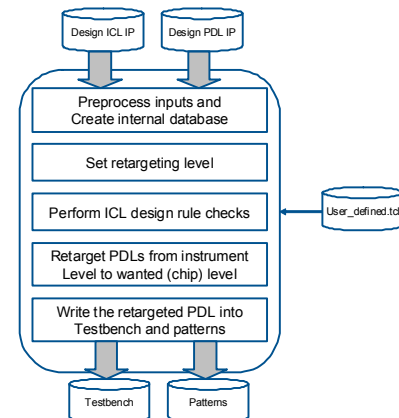 Design ICL IP
Design PDL IP
Preprocess inputs and
Create internal database
Set retargeting level
Perform ICL design rule checks
User_defined.tcl
Retarget PDLs from instrument
Level to wanted (chip) level
Write the retargeted PDL into
Testbench and patterns
Testbench
Patterns